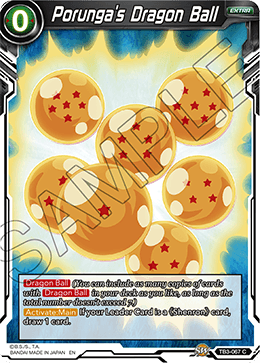 0
Porunga's Dragon Ball
EXTRA
SAMPLE
Dragon Ball (You can include as many copies of cards
with Dragon Ball in your deck as you like, as long as the
total number doesn't exceed 7.)
Activate:Main If your Leader Card is a 《Shenron》 card,
draw 1 card.
©B.S./S.,T.A.
BANDAI MADE IN JAPAN EN
TB3-067 C